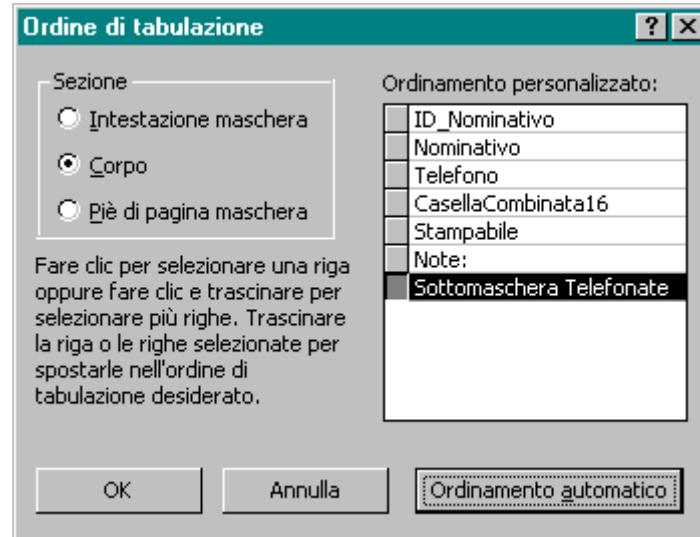 Ordine di tabulazione
Sezione
Intestazione maschera
Corpo
Piè di pagina maschera
Fare clic per selezionare una riga
oppure fare clic e trascinare per
selezionare più righe. Trascinare
la riga o le righe selezionate per
spostarle nell'ordine di
tabulazione desiderato.
Ordinamento personalizzato:
ID_Nominativo
Nominativo
Telefono
CasellaCombinata16
Stampabile
Note:
Sottomaschera Telefonate
OK
Annulla
Ordinamento automatico